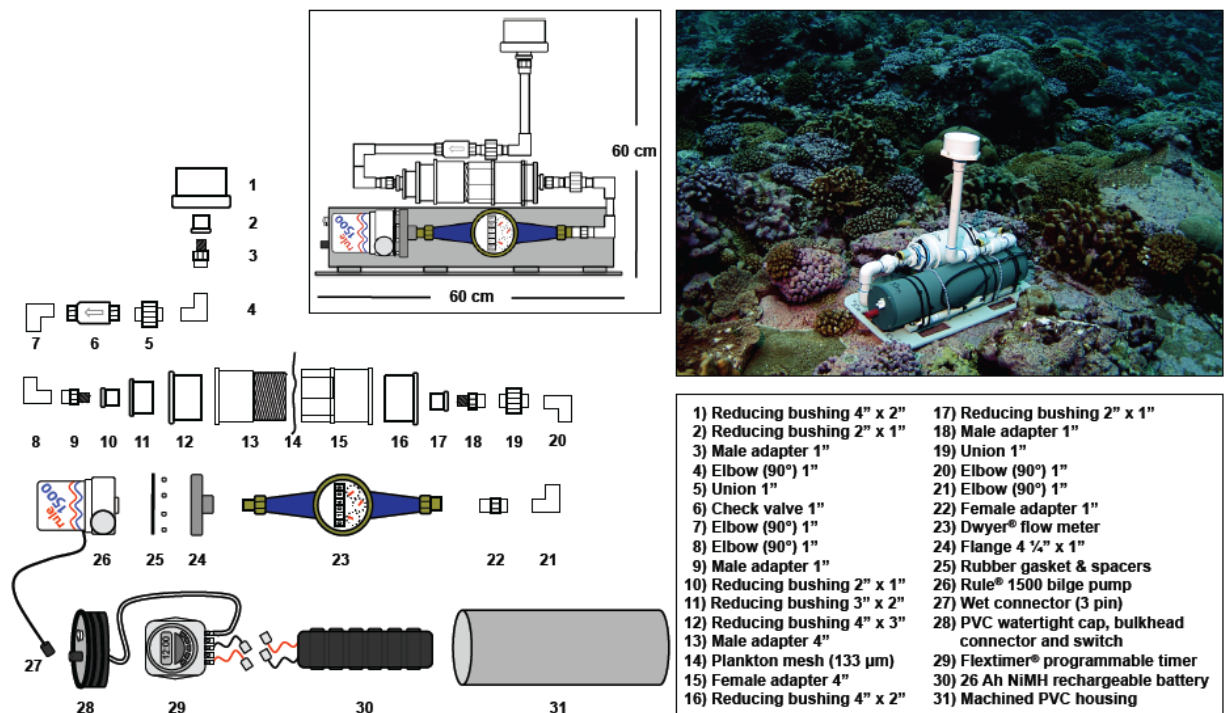 60 cm
60 cm
rule
1500
1
2
3
4
7
6
5
8
9
10
11
12
13
14
15
16
17
18
19
20
rule
1500
26
25
24
23
22
21
12:00
27
28
29
30
31
1) Reducing bushing 4” x 2”
2) Reducing bushing 2” x 1”
3) Male adapter 1”
4) Elbow (90°) 1”
5) Union 1”
6) Check valve 1”
7) Elbow (90°) 1”
8) Elbow (90°) 1”
9) Male adapter 1”
10) Reducing bushing 2” x 1”
11) Reducing bushing 3” x 2”
12) Reducing bushing 4” x 3”
13) Male adapter 4”
14) Plankton mesh (133 µm)
15) Female adapter 4”
16) Reducing bushing 4” x 2”
17) Reducing bushing 2” x 1”
18) Male adapter 1”
19) Union 1”
20) Elbow (90°) 1”
21) Elbow (90°) 1”
22) Female adapter 1”
23) Dwyer® flow meter
24) Flange 4 ¼” x 1”
25) Rubber gasket & spacers
26) Rule® 1500 bilge pump
27) Wet connector (3 pin)
28) PVC watertight cap, bulkhead
connector and switch
29) Flextimer® programmable timer
30) 26 Ah NiMH rechargeable battery
31) Machined PVC housing